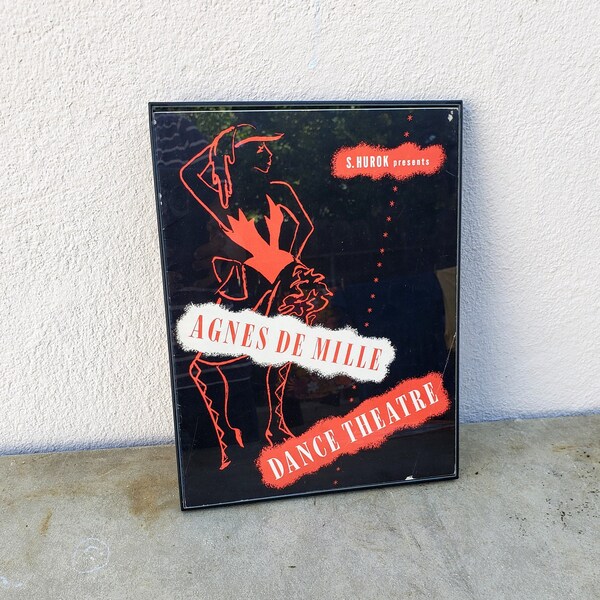 S. HUROK presents
AGNES DE MILLE
DANCE THEATRE